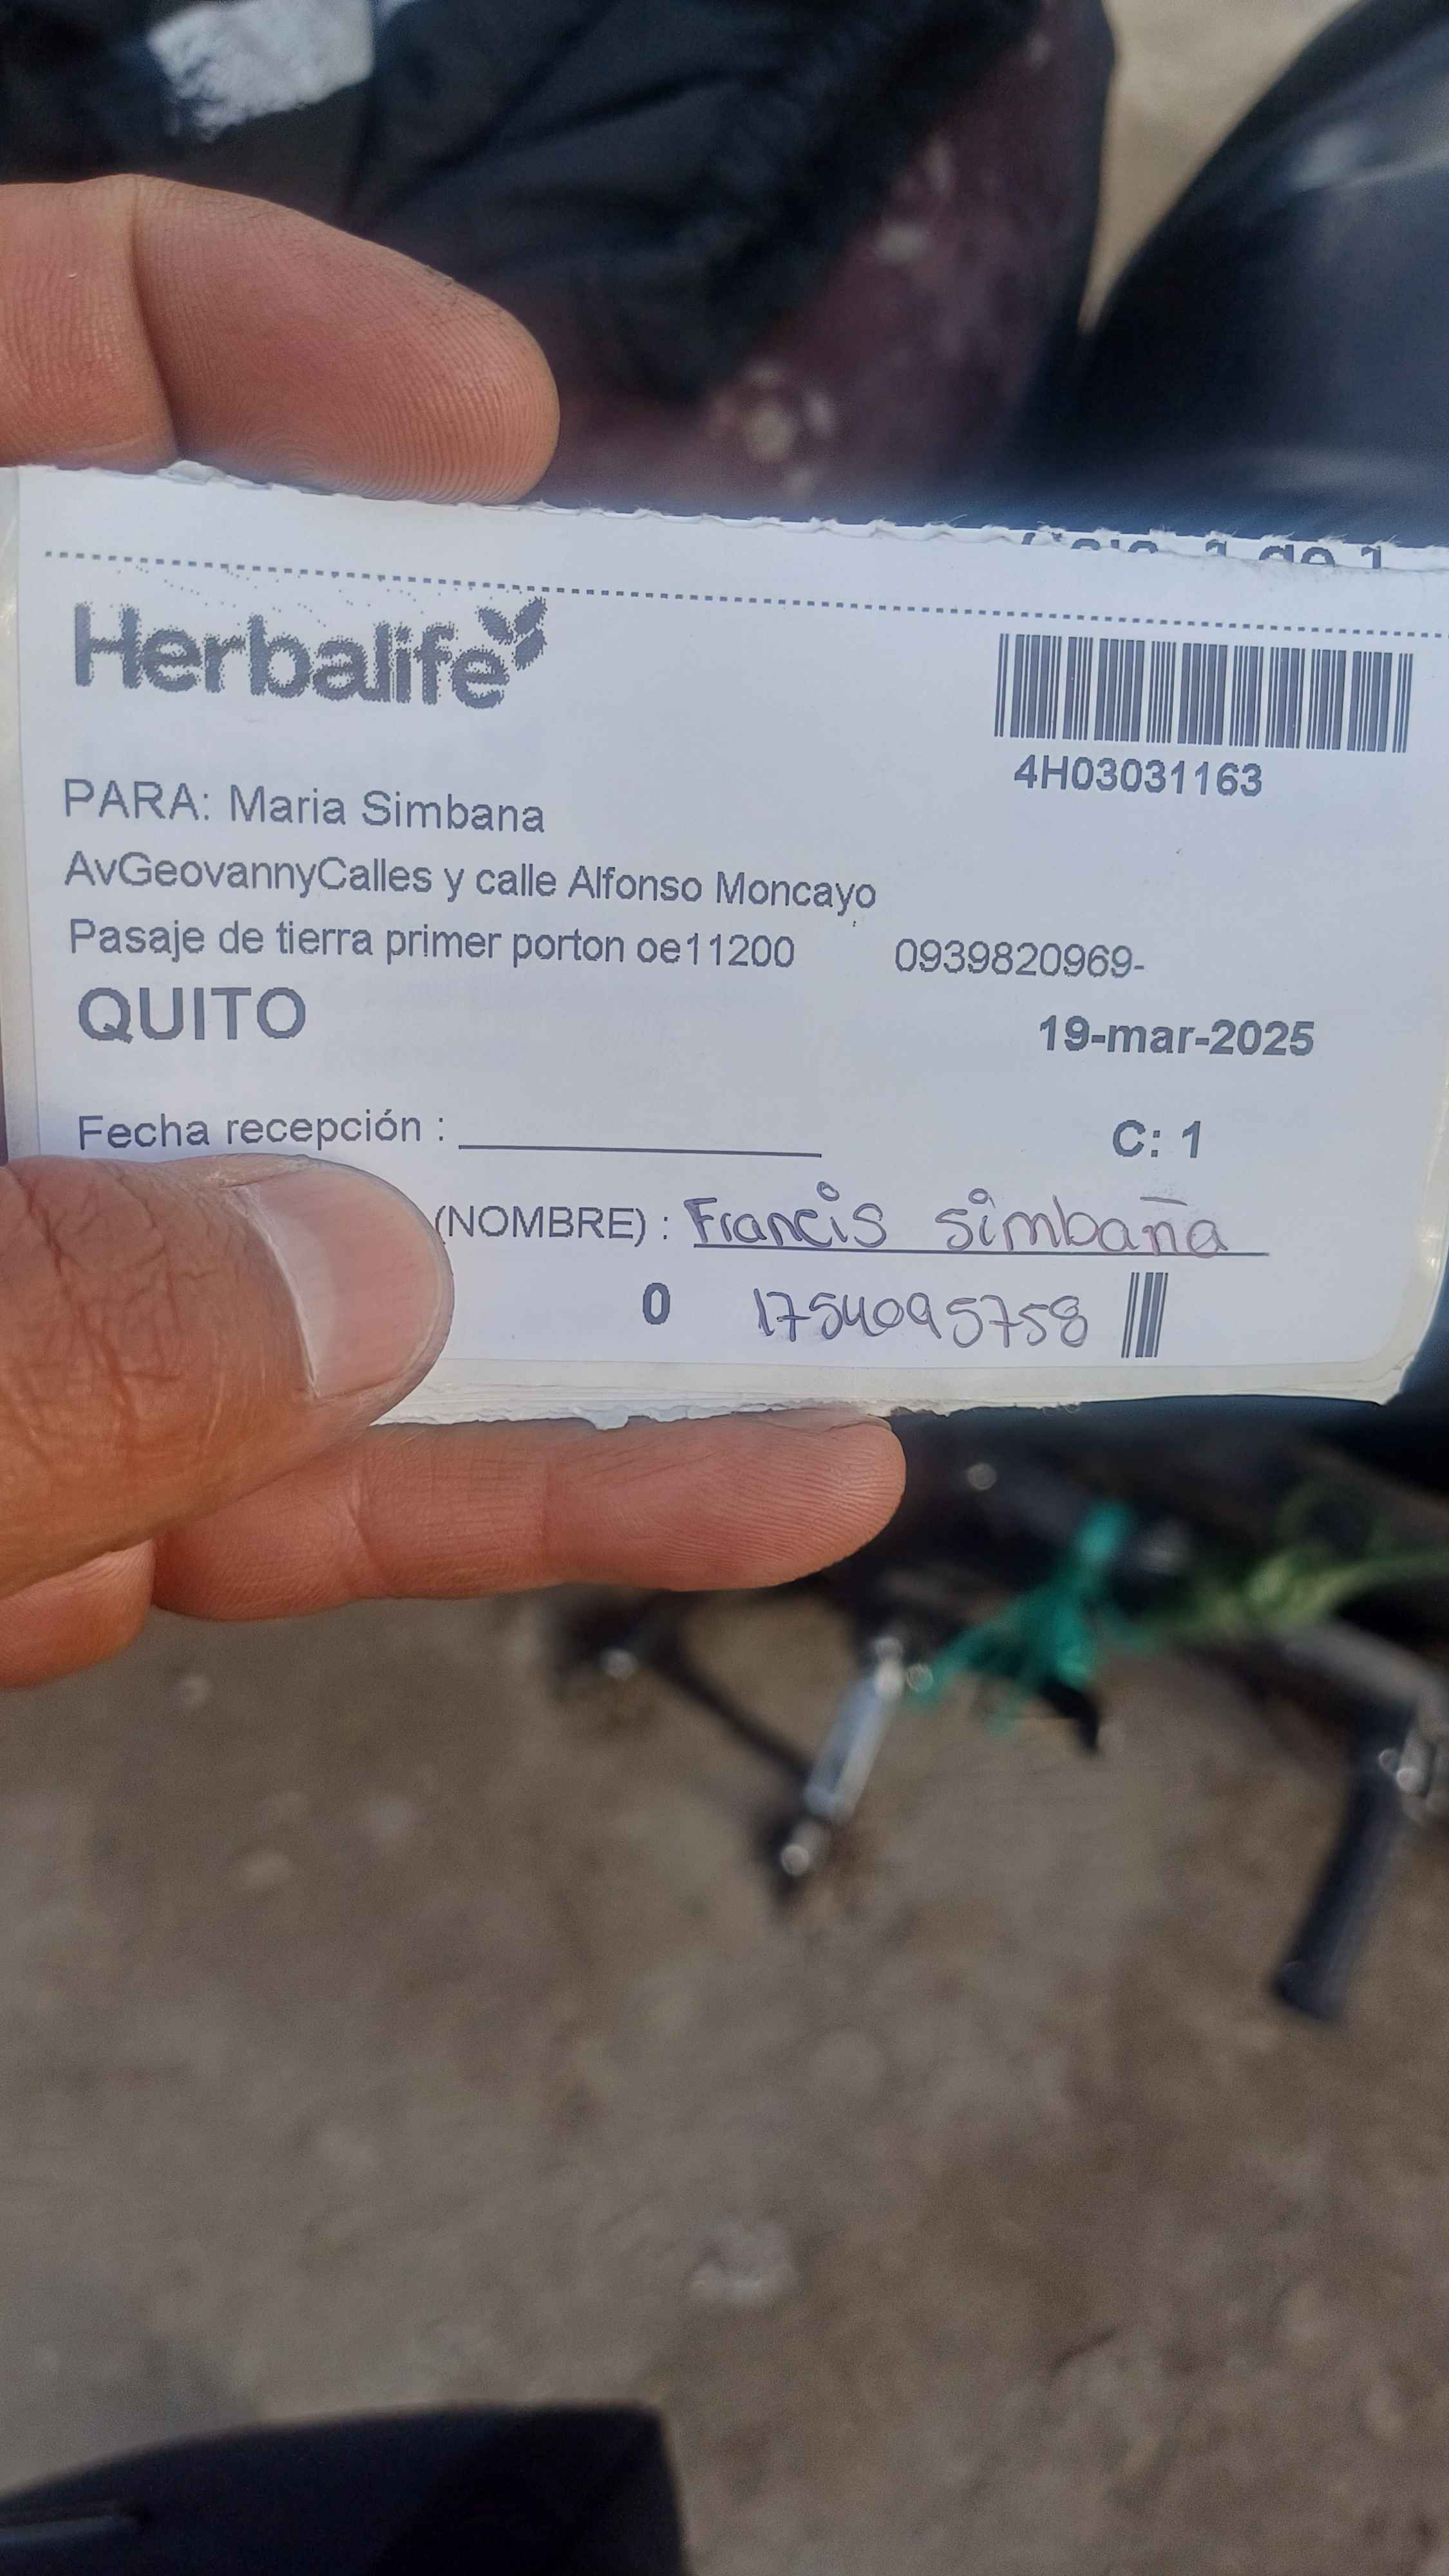 Herbalife
4H03031163
PARA: Maria Simbana
AvGeovannyCalles y calle Alfonso Moncayo
Pasaje de tierra primer porton oe11200 0939820969-
QUITO
19-mar-2025
Fecha recepción : ____________
C: 1
(NOMBRE) : Francis simbaña
0 1754095758